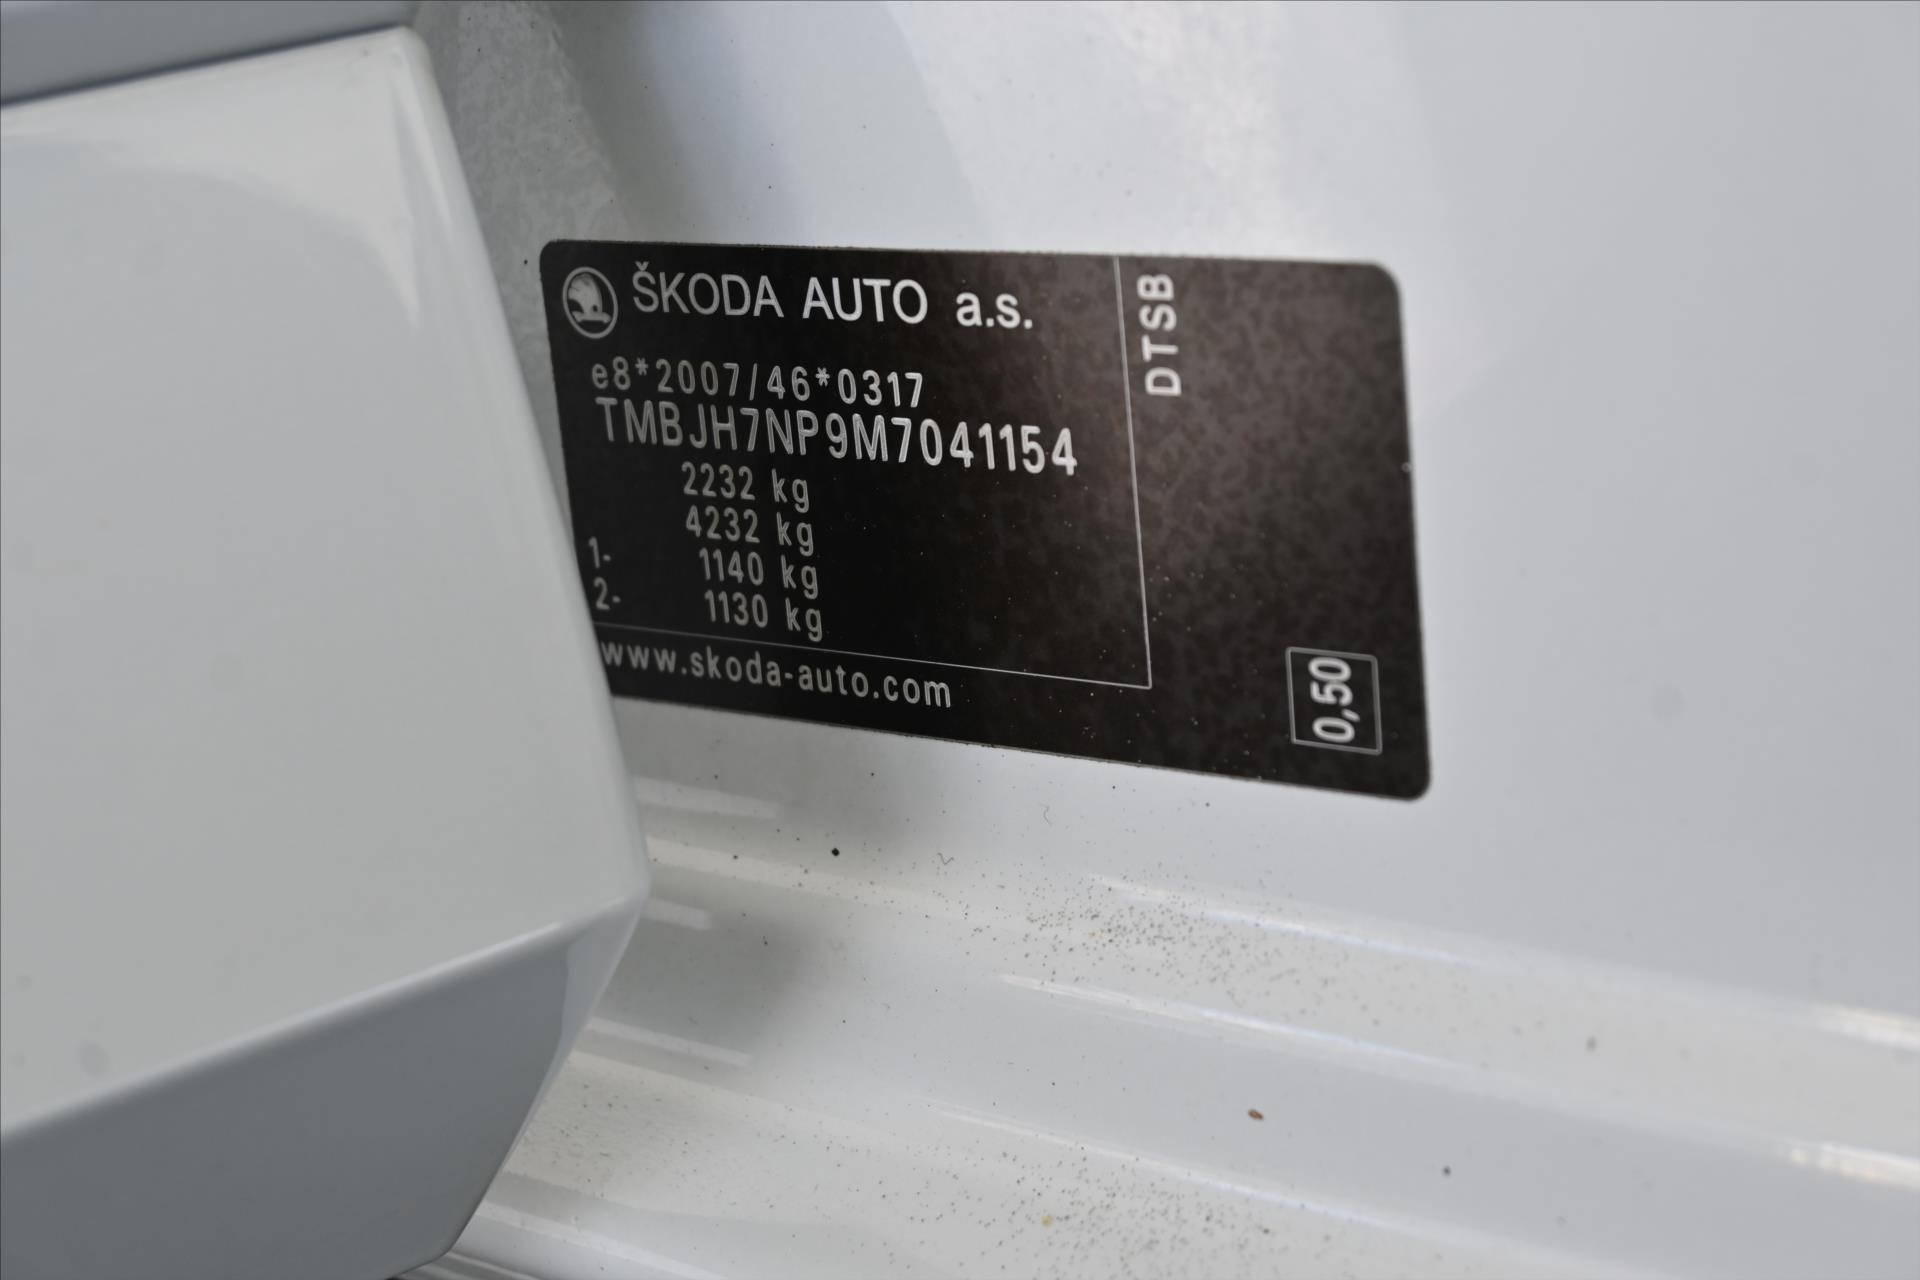 ŠKODA AUTO a.s.
e8*2007/46*0317
TMBJH7NP9M7041154
2232 kg
4232 kg
1- 1140 kg
2- 1130 kg
www.skoda-auto.com
DTSB
0,50